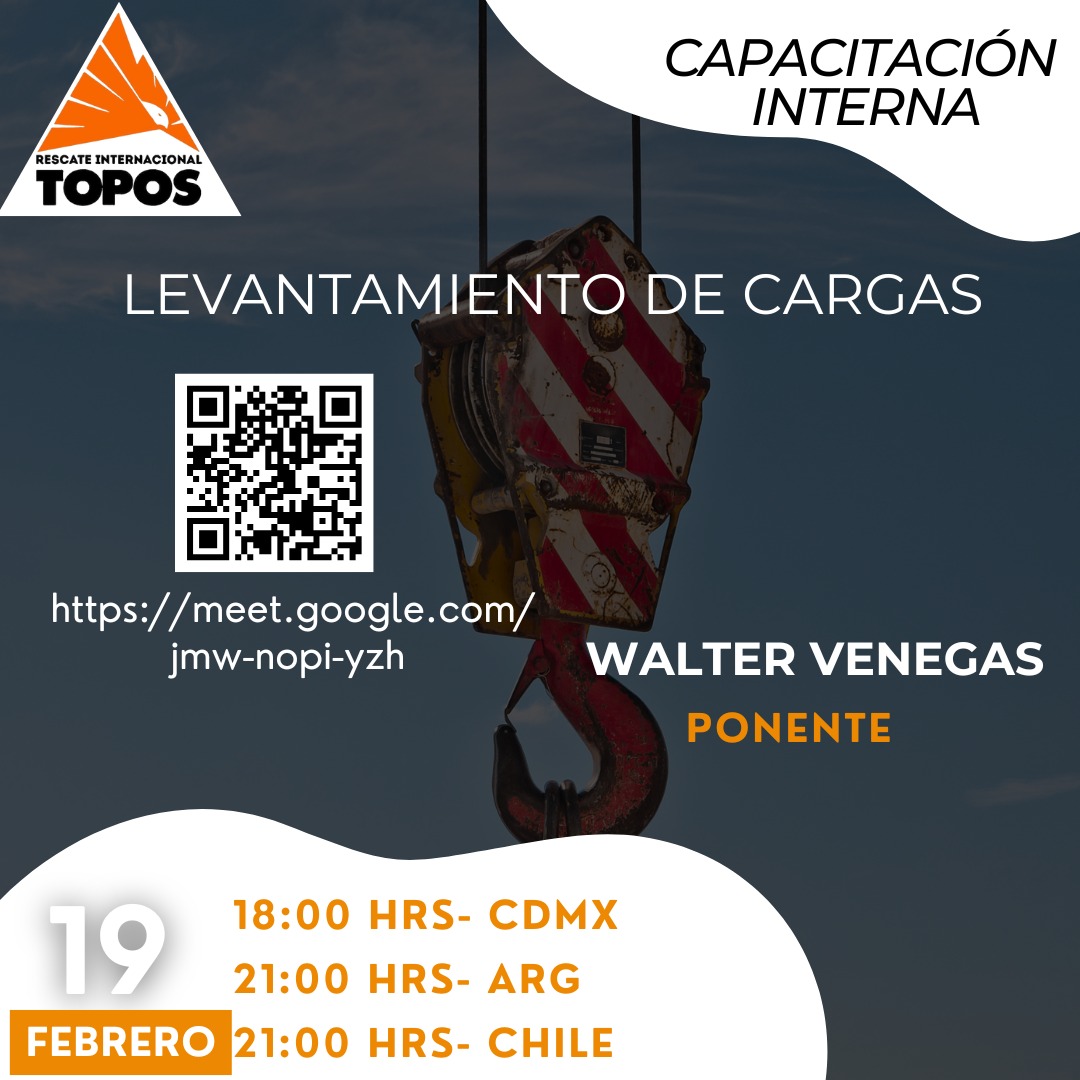 RESCATE INTERNACIONAL
TOPOS
CAPACITACIÓN
INTERNA
LEVANTAMIENTO DE CARGAS
https://meet.google.com/
jmw-nopi-yzh
WALTER VENEGAS
PONENTE
19
FEBRERO
18:00 HRS- CDMX
21:00 HRS- ARG
21:00 HRS- CHILE